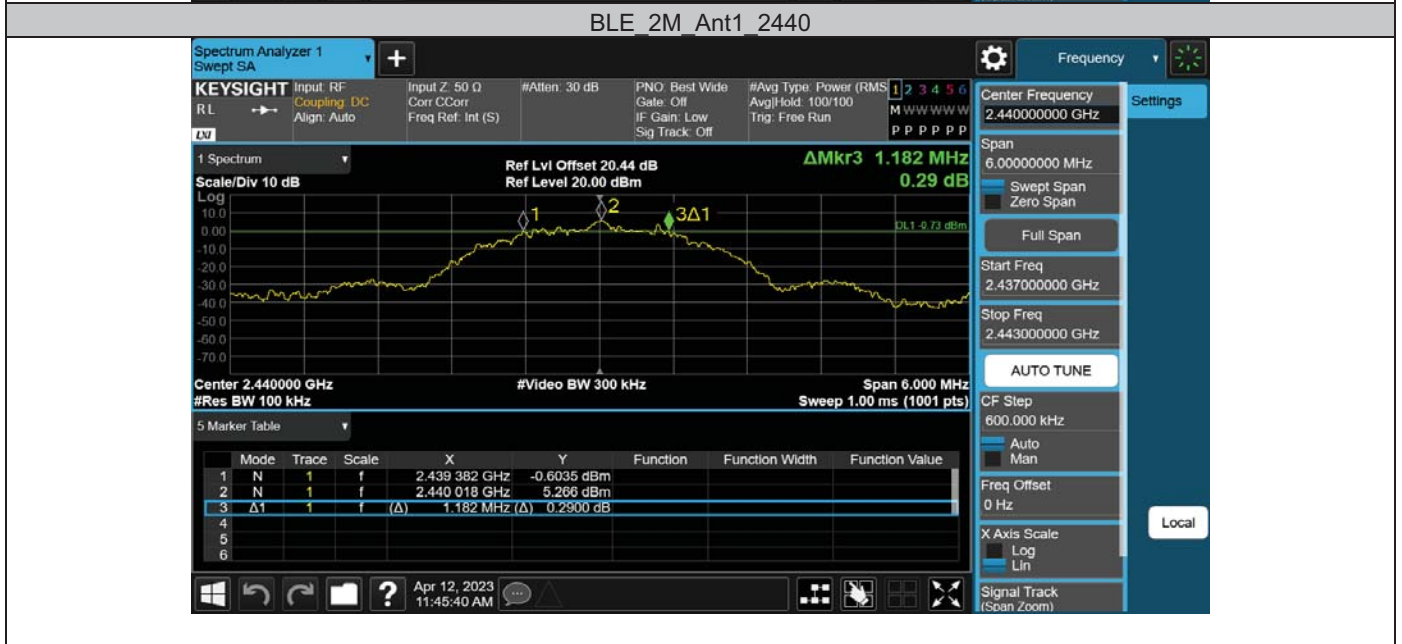 BLE_2M_Ant1_2440
Spectrum Analyzer 1
Swept SA
+
Frequency
KEYSIGHT
RL
LXI
Input: RF
Coupling: DC
Align: Auto
Input Z: 50 Ω
Corr CCorr
Freq Ref: Int (S)
#Atten: 30 dB
PNO: Best Wide
Gate: Off
IF Gain: Low
Sig Track: Off
#Avg Type: Power (RMS
Avg|Hold: 100/100
Trig: Free Run
1 2 3 4 5 6
M W W W W W
P P P P P P
Center Frequency
2.440000000 GHz
Settings
Span
6.00000000 MHz
Swept Span
Zero Span
Full Span
Start Freq
2.437000000 GHz
Stop Freq
2.443000000 GHz
AUTO TUNE
CF Step
600.000 kHz
Auto
Man
Freq Offset
0 Hz
X Axis Scale
Log
Lin
Signal Track
(Span Zoom)
Local
1 Spectrum
Scale/Div 10 dB
Ref Lvl Offset 20.44 dB
Ref Level 20.00 dBm
ΔMkr3 1.182 MHz
0.29 dB
Log
10.0
0.00
-10.0
-20.0
-30.0
-40.0
-50.0
-60.0
-70.0
1
2
3Δ1
DL1 -0.73 dBm
Center 2.440000 GHz
#Video BW 300 kHz
Span 6.000 MHz
#Res BW 100 kHz
Sweep 1.00 ms (1001 pts)
5 Marker Table
Mode Trace Scale X Y Function Function Width Function Value
1 N 1 f 2.439 382 GHz -0.6035 dBm
2 N 1 f 2.440 018 GHz 5.266 dBm
3 Δ1 1 f (Δ) 1.182 MHz (Δ) 0.2900 dB
4
5
6
?
Apr 12, 2023
11:45:40 AM